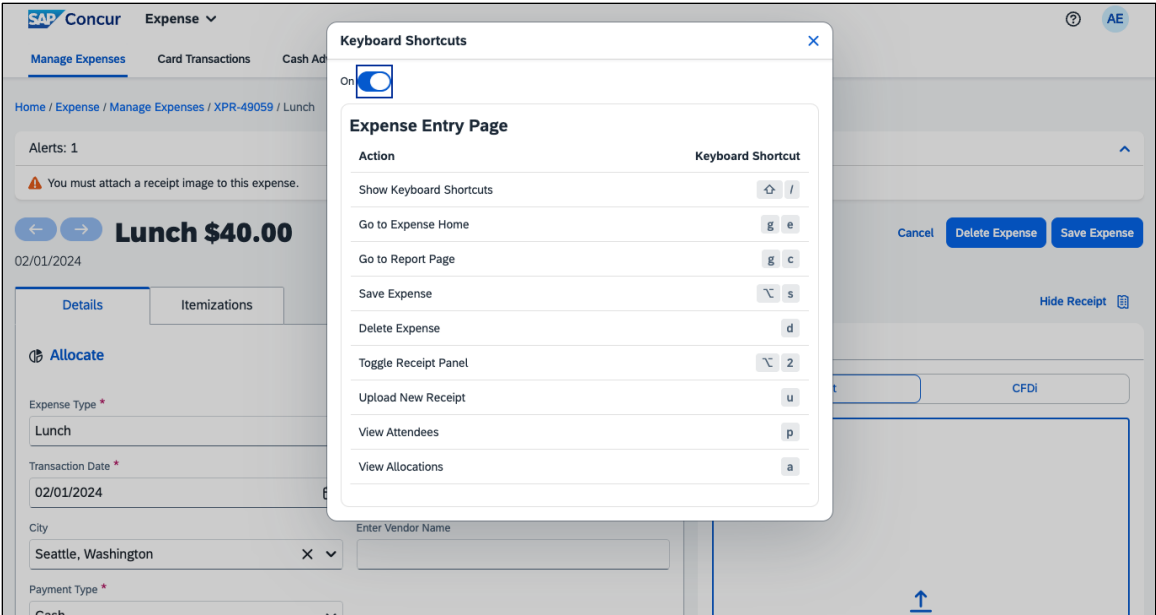 SAP Concur Expense
AE
Manage Expenses Card Transactions Cash Ad
Home / Expense / Manage Expenses / XPR-49059 / Lunch
Alerts: 1
You must attach a receipt image to this expense.
Lunch $40.00
02/01/2024
Cancel Delete Expense Save Expense
Details Itemizations
Hide Receipt
Allocate
Expense Type *
Lunch
Transaction Date *
02/01/2024
City
Seattle, Washington
Enter Vendor Name
Payment Type *
Cash
CFDi
Keyboard Shortcuts
On
Expense Entry Page
Action Keyboard Shortcut
Show Keyboard Shortcuts ⇧ /
Go to Expense Home g e
Go to Report Page g c
Save Expense ⌥ s
Delete Expense d
Toggle Receipt Panel ⌥ 2
Upload New Receipt u
View Attendees p
View Allocations a